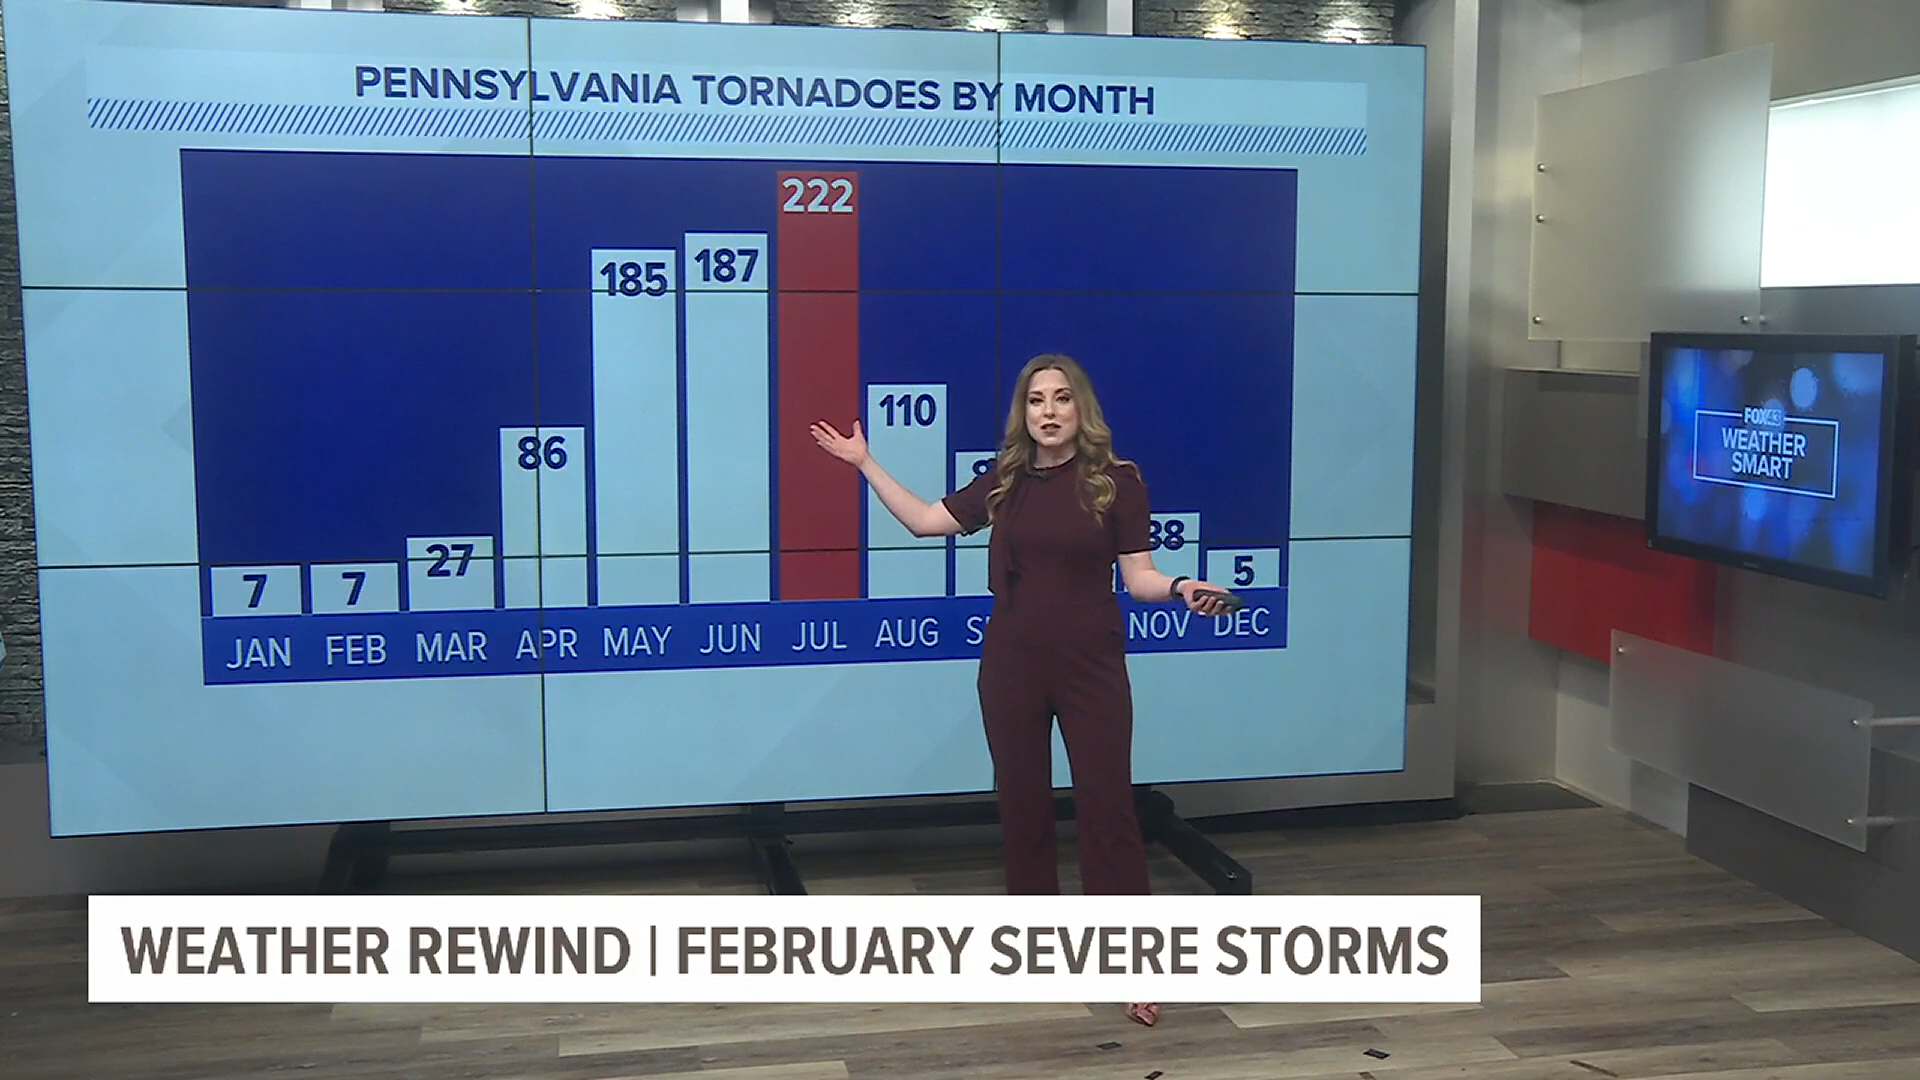 PENNSYLVANIA TORNADOES BY MONTH
222
185
187
110
86
27
7
7
5
JAN FEB MAR APR MAY JUN JUL AUG NOV DEC
FOX43
WEATHER
SMART
WEATHER REWIND | FEBRUARY SEVERE STORMS